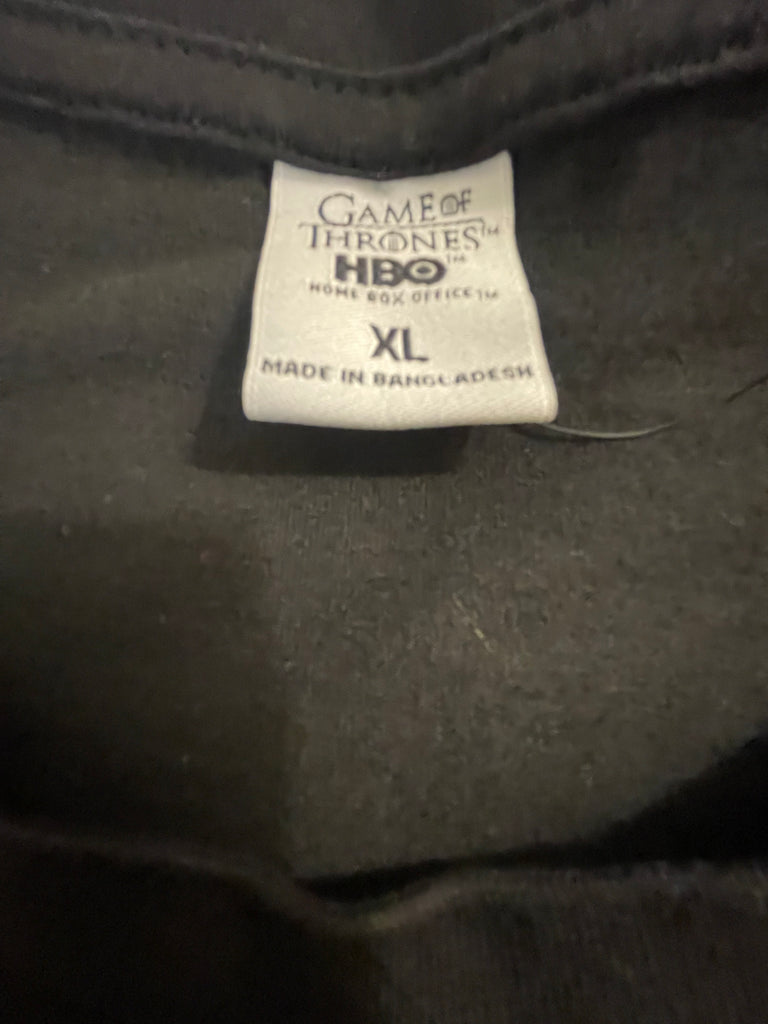 GAME OF
THRONES™
HBO™
HOME BOX OFFICE™
XL
MADE IN BANGLADESH